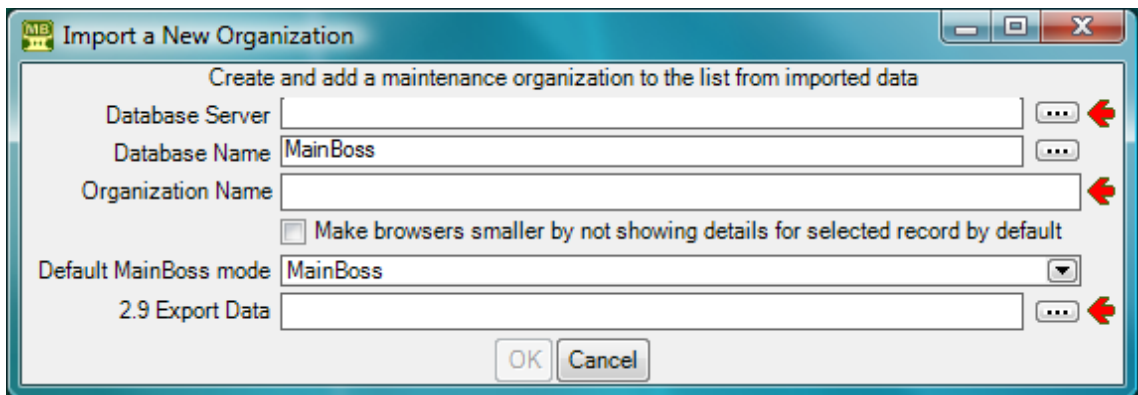 MB
Import a New Organization
X
Create and add a maintenance organization to the list from imported data
Database Server
...
Database Name MainBoss
...
Organization Name
Make browsers smaller by not showing details for selected record by default
Default MainBoss mode MainBoss
2.9 Export Data
...
OK Cancel